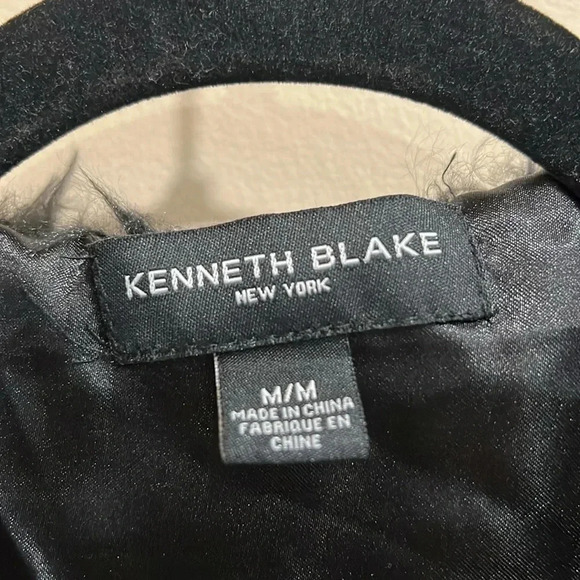 KENNETH BLAKE
NEW YORK
M/M
MADE IN CHINA
FABRIQUE EN
CHINE